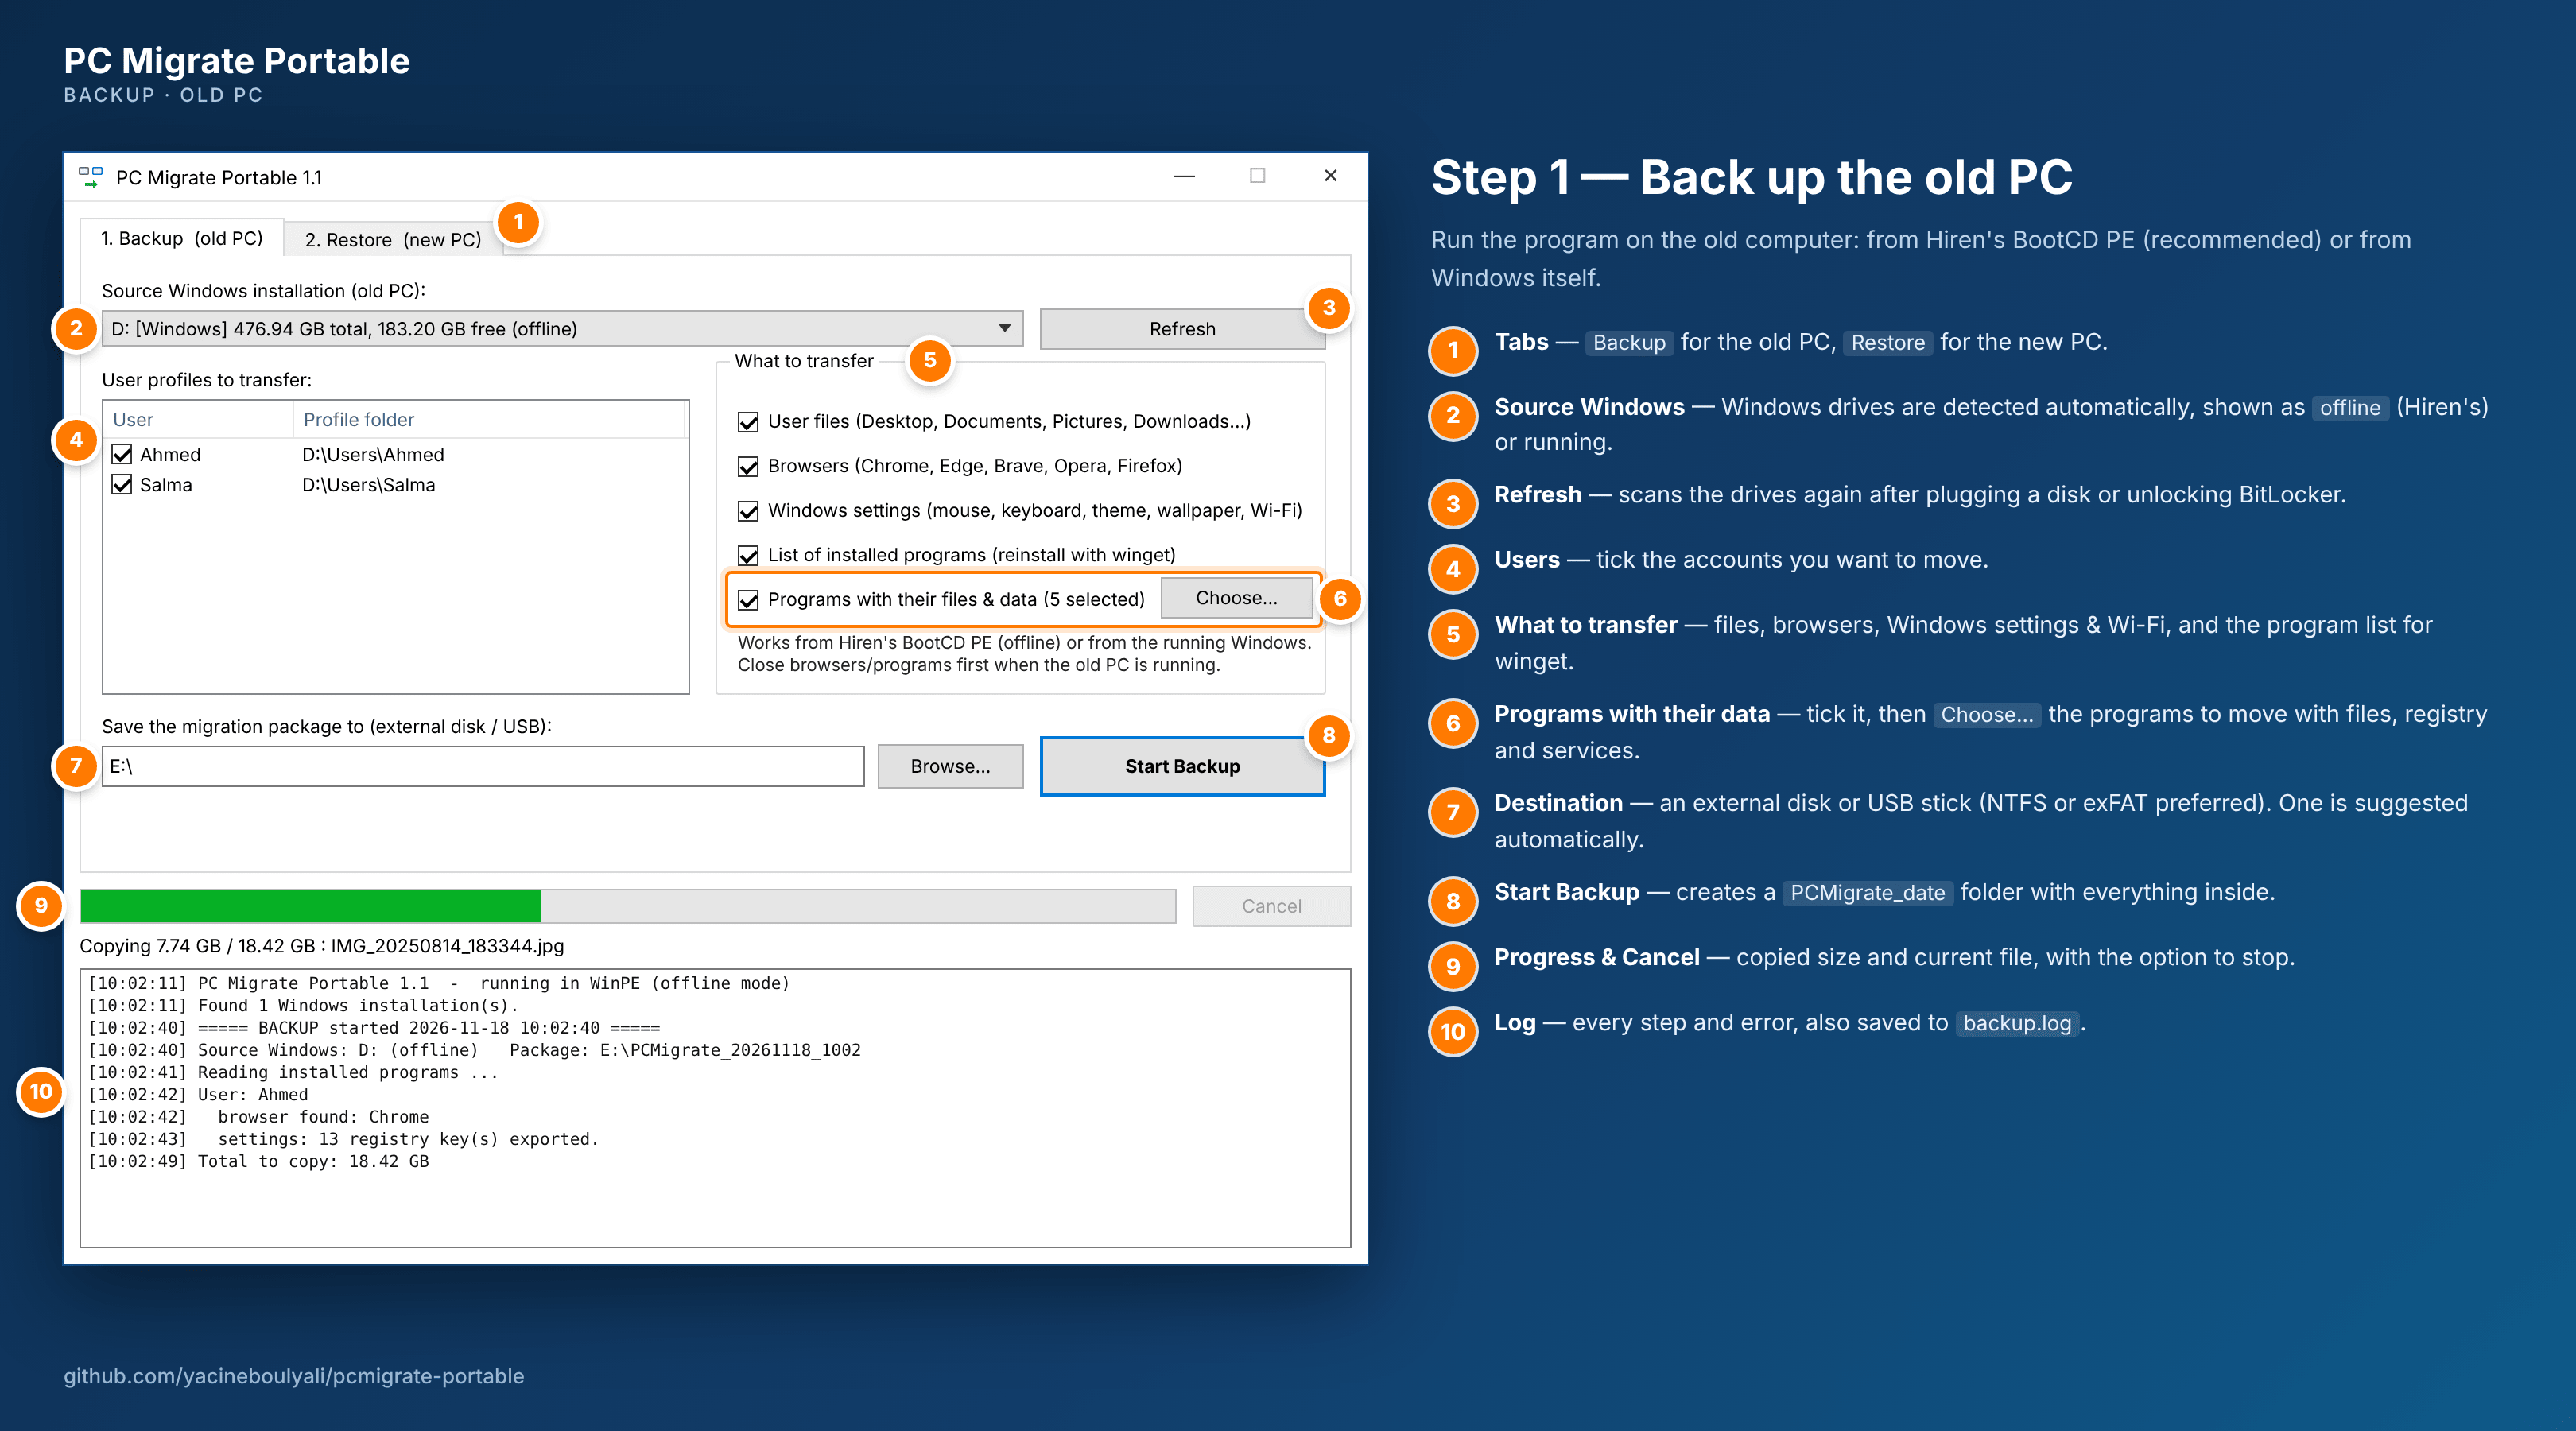 PC Migrate Portable
BACKUP · OLD PC
PC Migrate Portable 1.1
1. Backup (old PC)
2. Restore (new PC)
1
Source Windows installation (old PC):
2
D: [Windows] 476.94 GB total, 183.20 GB free (offline)
Refresh
3
User profiles to transfer:
4
User
Profile folder
Ahmed
D:\Users\Ahmed
Salma
D:\Users\Salma
What to transfer
5
User files (Desktop, Documents, Pictures, Downloads...)
Browsers (Chrome, Edge, Brave, Opera, Firefox)
Windows settings (mouse, keyboard, theme, wallpaper, Wi-Fi)
List of installed programs (reinstall with winget)
Programs with their files & data (5 selected)
Choose...
6
Works from Hiren's BootCD PE (offline) or from the running Windows.
Close browsers/programs first when the old PC is running.
Save the migration package to (external disk / USB):
7
E:\
Browse...
Start Backup
8
9
Cancel
Copying 7.74 GB / 18.42 GB : IMG_20250814_183344.jpg
10
[10:02:11] PC Migrate Portable 1.1  -  running in WinPE (offline mode)
[10:02:11] Found 1 Windows installation(s).
[10:02:40] ===== BACKUP started 2026-11-18 10:02:40 =====
[10:02:40] Source Windows: D: (offline)   Package: E:\PCMigrate_20261118_1002
[10:02:41] Reading installed programs ...
[10:02:42] User: Ahmed
[10:02:42]   browser found: Chrome
[10:02:43]   settings: 13 registry key(s) exported.
[10:02:49] Total to copy: 18.42 GB
Step 1 — Back up the old PC
Run the program on the old computer: from Hiren's BootCD PE (recommended) or from
Windows itself.
1
Tabs — Backup for the old PC, Restore for the new PC.
2
Source Windows — Windows drives are detected automatically, shown as offline (Hiren's)
or running.
3
Refresh — scans the drives again after plugging a disk or unlocking BitLocker.
4
Users — tick the accounts you want to move.
5
What to transfer — files, browsers, Windows settings & Wi-Fi, and the program list for
winget.
6
Programs with their data — tick it, then Choose... the programs to move with files, registry
and services.
7
Destination — an external disk or USB stick (NTFS or exFAT preferred). One is suggested
automatically.
8
Start Backup — creates a PCMigrate_date folder with everything inside.
9
Progress & Cancel — copied size and current file, with the option to stop.
10
Log — every step and error, also saved to backup.log.
github.com/yacineboulyali/pcmigrate-portable